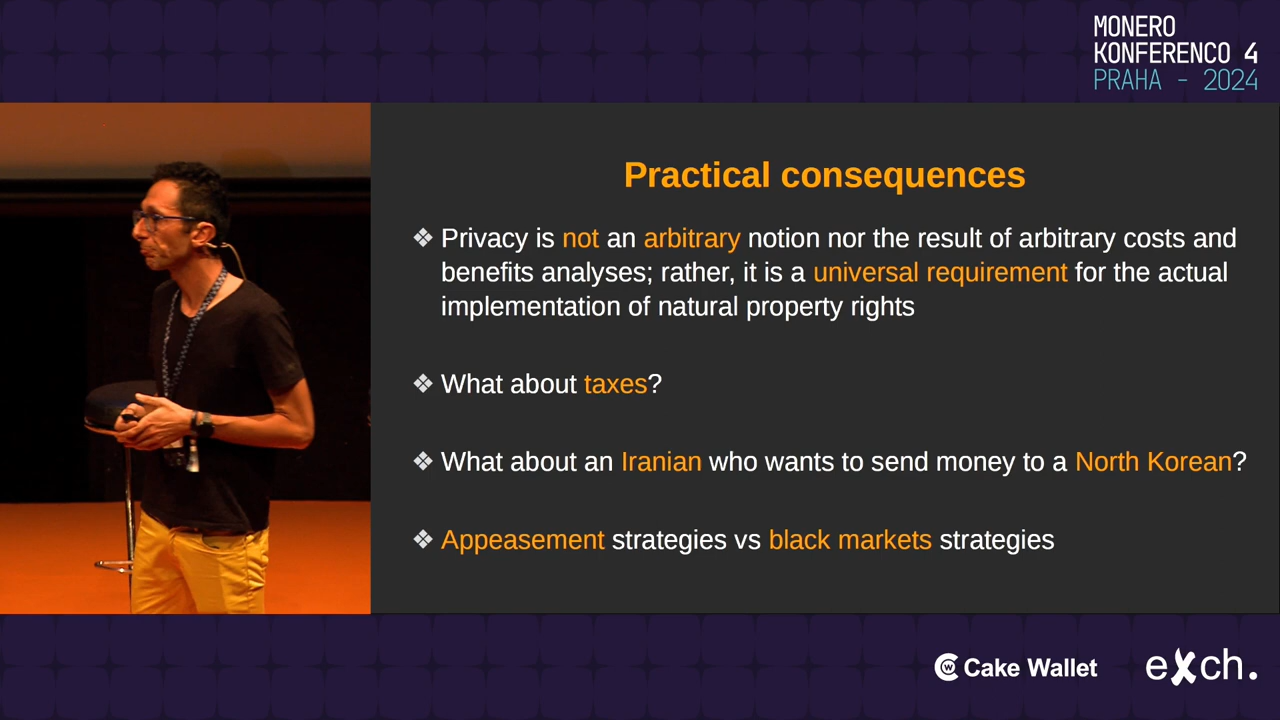 MONERO
KONFERENCO 4
PRAHA - 2024
Practical consequences
❖ Privacy is not an arbitrary notion nor the result of arbitrary costs and
benefits analyses; rather, it is a universal requirement for the actual
implementation of natural property rights
❖ What about taxes?
❖ What about an Iranian who wants to send money to a North Korean?
❖ Appeasement strategies vs black markets strategies
Cake Wallet
eXch.